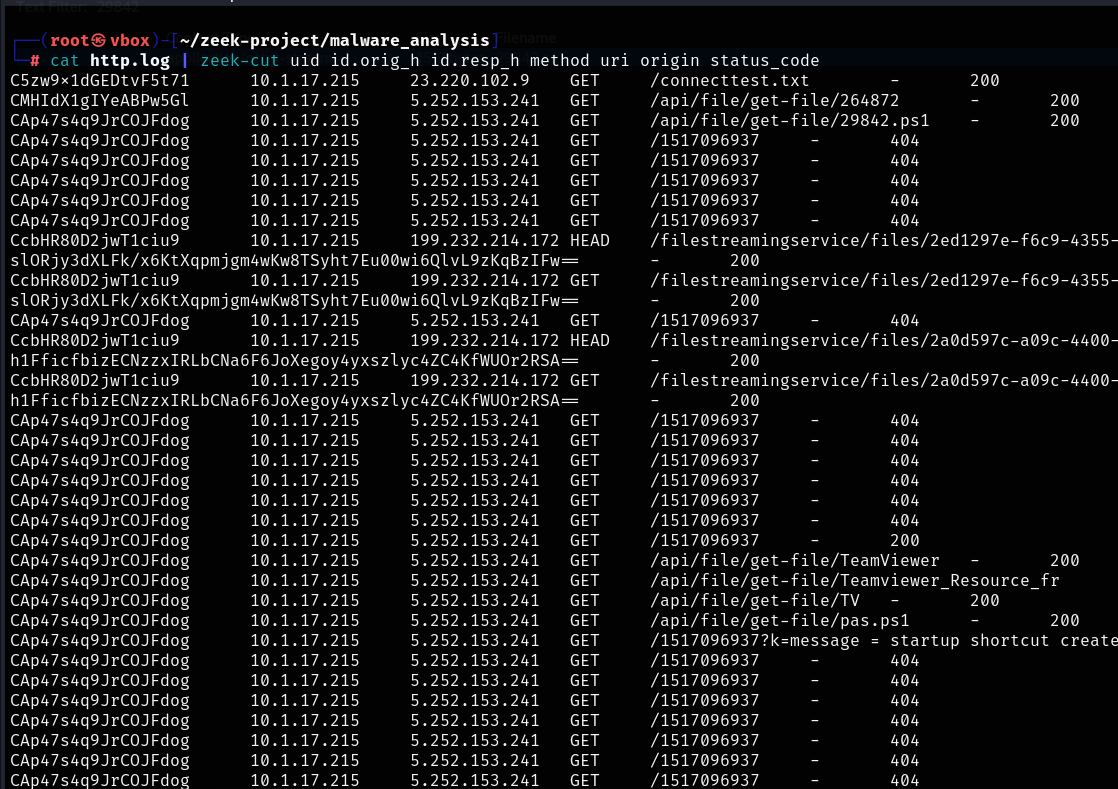 Text Filter: 29842
┌──(root㉿vbox)-[~/zeek-project/malware_analysis]
└─# cat http.log | zeek-cut uid id.orig_h id.resp_h method uri origin status_code
C5zw9×1dGEDtvF5t71 10.1.17.215 23.220.102.9 GET /connecttest.txt - 200
CMHIdX1gIYeABPw5Gl 10.1.17.215 5.252.153.241 GET /api/file/get-file/264872 - 200
CAp47s4q9JrCOJFdog 10.1.17.215 5.252.153.241 GET /api/file/get-file/29842.ps1 - 200
CAp47s4q9JrCOJFdog 10.1.17.215 5.252.153.241 GET /1517096937 - 404
CAp47s4q9JrCOJFdog 10.1.17.215 5.252.153.241 GET /1517096937 - 404
CAp47s4q9JrCOJFdog 10.1.17.215 5.252.153.241 GET /1517096937 - 404
CAp47s4q9JrCOJFdog 10.1.17.215 5.252.153.241 GET /1517096937 - 404
CAp47s4q9JrCOJFdog 10.1.17.215 5.252.153.241 GET /1517096937 - 404
CcbHR80D2jwT1ciu9 10.1.17.215 199.232.214.172 HEAD /filestreamingservice/files/2ed1297e-f6c9-4355-
slORjy3dXLFk/x6KtXqpmjgm4wKw8TSyht7Eu00wi6QlvL9zKqBzIFw== - 200
CcbHR80D2jwT1ciu9 10.1.17.215 199.232.214.172 GET /filestreamingservice/files/2ed1297e-f6c9-4355-
slORjy3dXLFk/x6KtXqpmjgm4wKw8TSyht7Eu00wi6QlvL9zKqBzIFw== - 200
CAp47s4q9JrCOJFdog 10.1.17.215 5.252.153.241 GET /1517096937 - 404
CcbHR80D2jwT1ciu9 10.1.17.215 199.232.214.172 HEAD /filestreamingservice/files/2a0d597c-a09c-4400-
h1FficfbizECNzzxIRLbCNa6F6JoXegoy4yxszlyc4ZC4KfWUOr2RSA== - 200
CcbHR80D2jwT1ciu9 10.1.17.215 199.232.214.172 GET /filestreamingservice/files/2a0d597c-a09c-4400-
h1FficfbizECNzzxIRLbCNa6F6JoXegoy4yxszlyc4ZC4KfWUOr2RSA== - 200
CAp47s4q9JrCOJFdog 10.1.17.215 5.252.153.241 GET /1517096937 - 404
CAp47s4q9JrCOJFdog 10.1.17.215 5.252.153.241 GET /1517096937 - 404
CAp47s4q9JrCOJFdog 10.1.17.215 5.252.153.241 GET /1517096937 - 404
CAp47s4q9JrCOJFdog 10.1.17.215 5.252.153.241 GET /1517096937 - 404
CAp47s4q9JrCOJFdog 10.1.17.215 5.252.153.241 GET /1517096937 - 404
CAp47s4q9JrCOJFdog 10.1.17.215 5.252.153.241 GET /1517096937 - 404
CAp47s4q9JrCOJFdog 10.1.17.215 5.252.153.241 GET /1517096937 - 200
CAp47s4q9JrCOJFdog 10.1.17.215 5.252.153.241 GET /api/file/get-file/TeamViewer - 200
CAp47s4q9JrCOJFdog 10.1.17.215 5.252.153.241 GET /api/file/get-file/Teamviewer_Resource_fr
CAp47s4q9JrCOJFdog 10.1.17.215 5.252.153.241 GET /api/file/get-file/TV - 200
CAp47s4q9JrCOJFdog 10.1.17.215 5.252.153.241 GET /api/file/get-file/pas.ps1 - 200
CAp47s4q9JrCOJFdog 10.1.17.215 5.252.153.241 GET /1517096937?k=message = startup shortcut create
CAp47s4q9JrCOJFdog 10.1.17.215 5.252.153.241 GET /1517096937 - 404
CAp47s4q9JrCOJFdog 10.1.17.215 5.252.153.241 GET /1517096937 - 404
CAp47s4q9JrCOJFdog 10.1.17.215 5.252.153.241 GET /1517096937 - 404
CAp47s4q9JrCOJFdog 10.1.17.215 5.252.153.241 GET /1517096937 - 404
CAp47s4q9JrCOJFdog 10.1.17.215 5.252.153.241 GET /1517096937 - 404
CAp47s4q9JrCOJFdog 10.1.17.215 5.252.153.241 GET /1517096937 - 404
CAp47s4q9JrCOJFdog 10.1.17.215 5.252.153.241 GET /1517096937 - 404